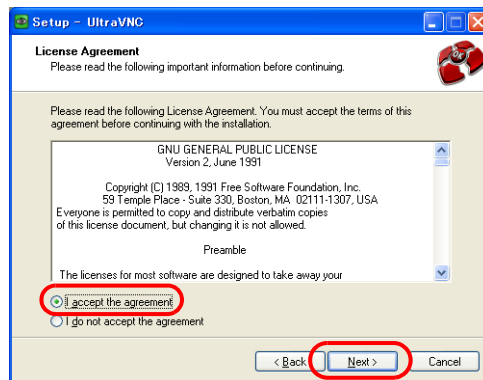 Setup - UltraVNC
License Agreement
Please read the following important information before continuing.
Please read the following License Agreement. You must accept the terms of this
agreement before continuing with the installation.
GNU GENERAL PUBLIC LICENSE
Version 2, June 1991
Copyright (C) 1989, 1991 Free Software Foundation, Inc.
59 Temple Place - Suite 330, Boston, MA 02111-1307, USA
Everyone is permitted to copy and distribute verbatim copies
of this license document, but changing it is not allowed.
Preamble
The licenses for most software are designed to take away your
I accept the agreement
I do not accept the agreement
< Back
Next >
Cancel